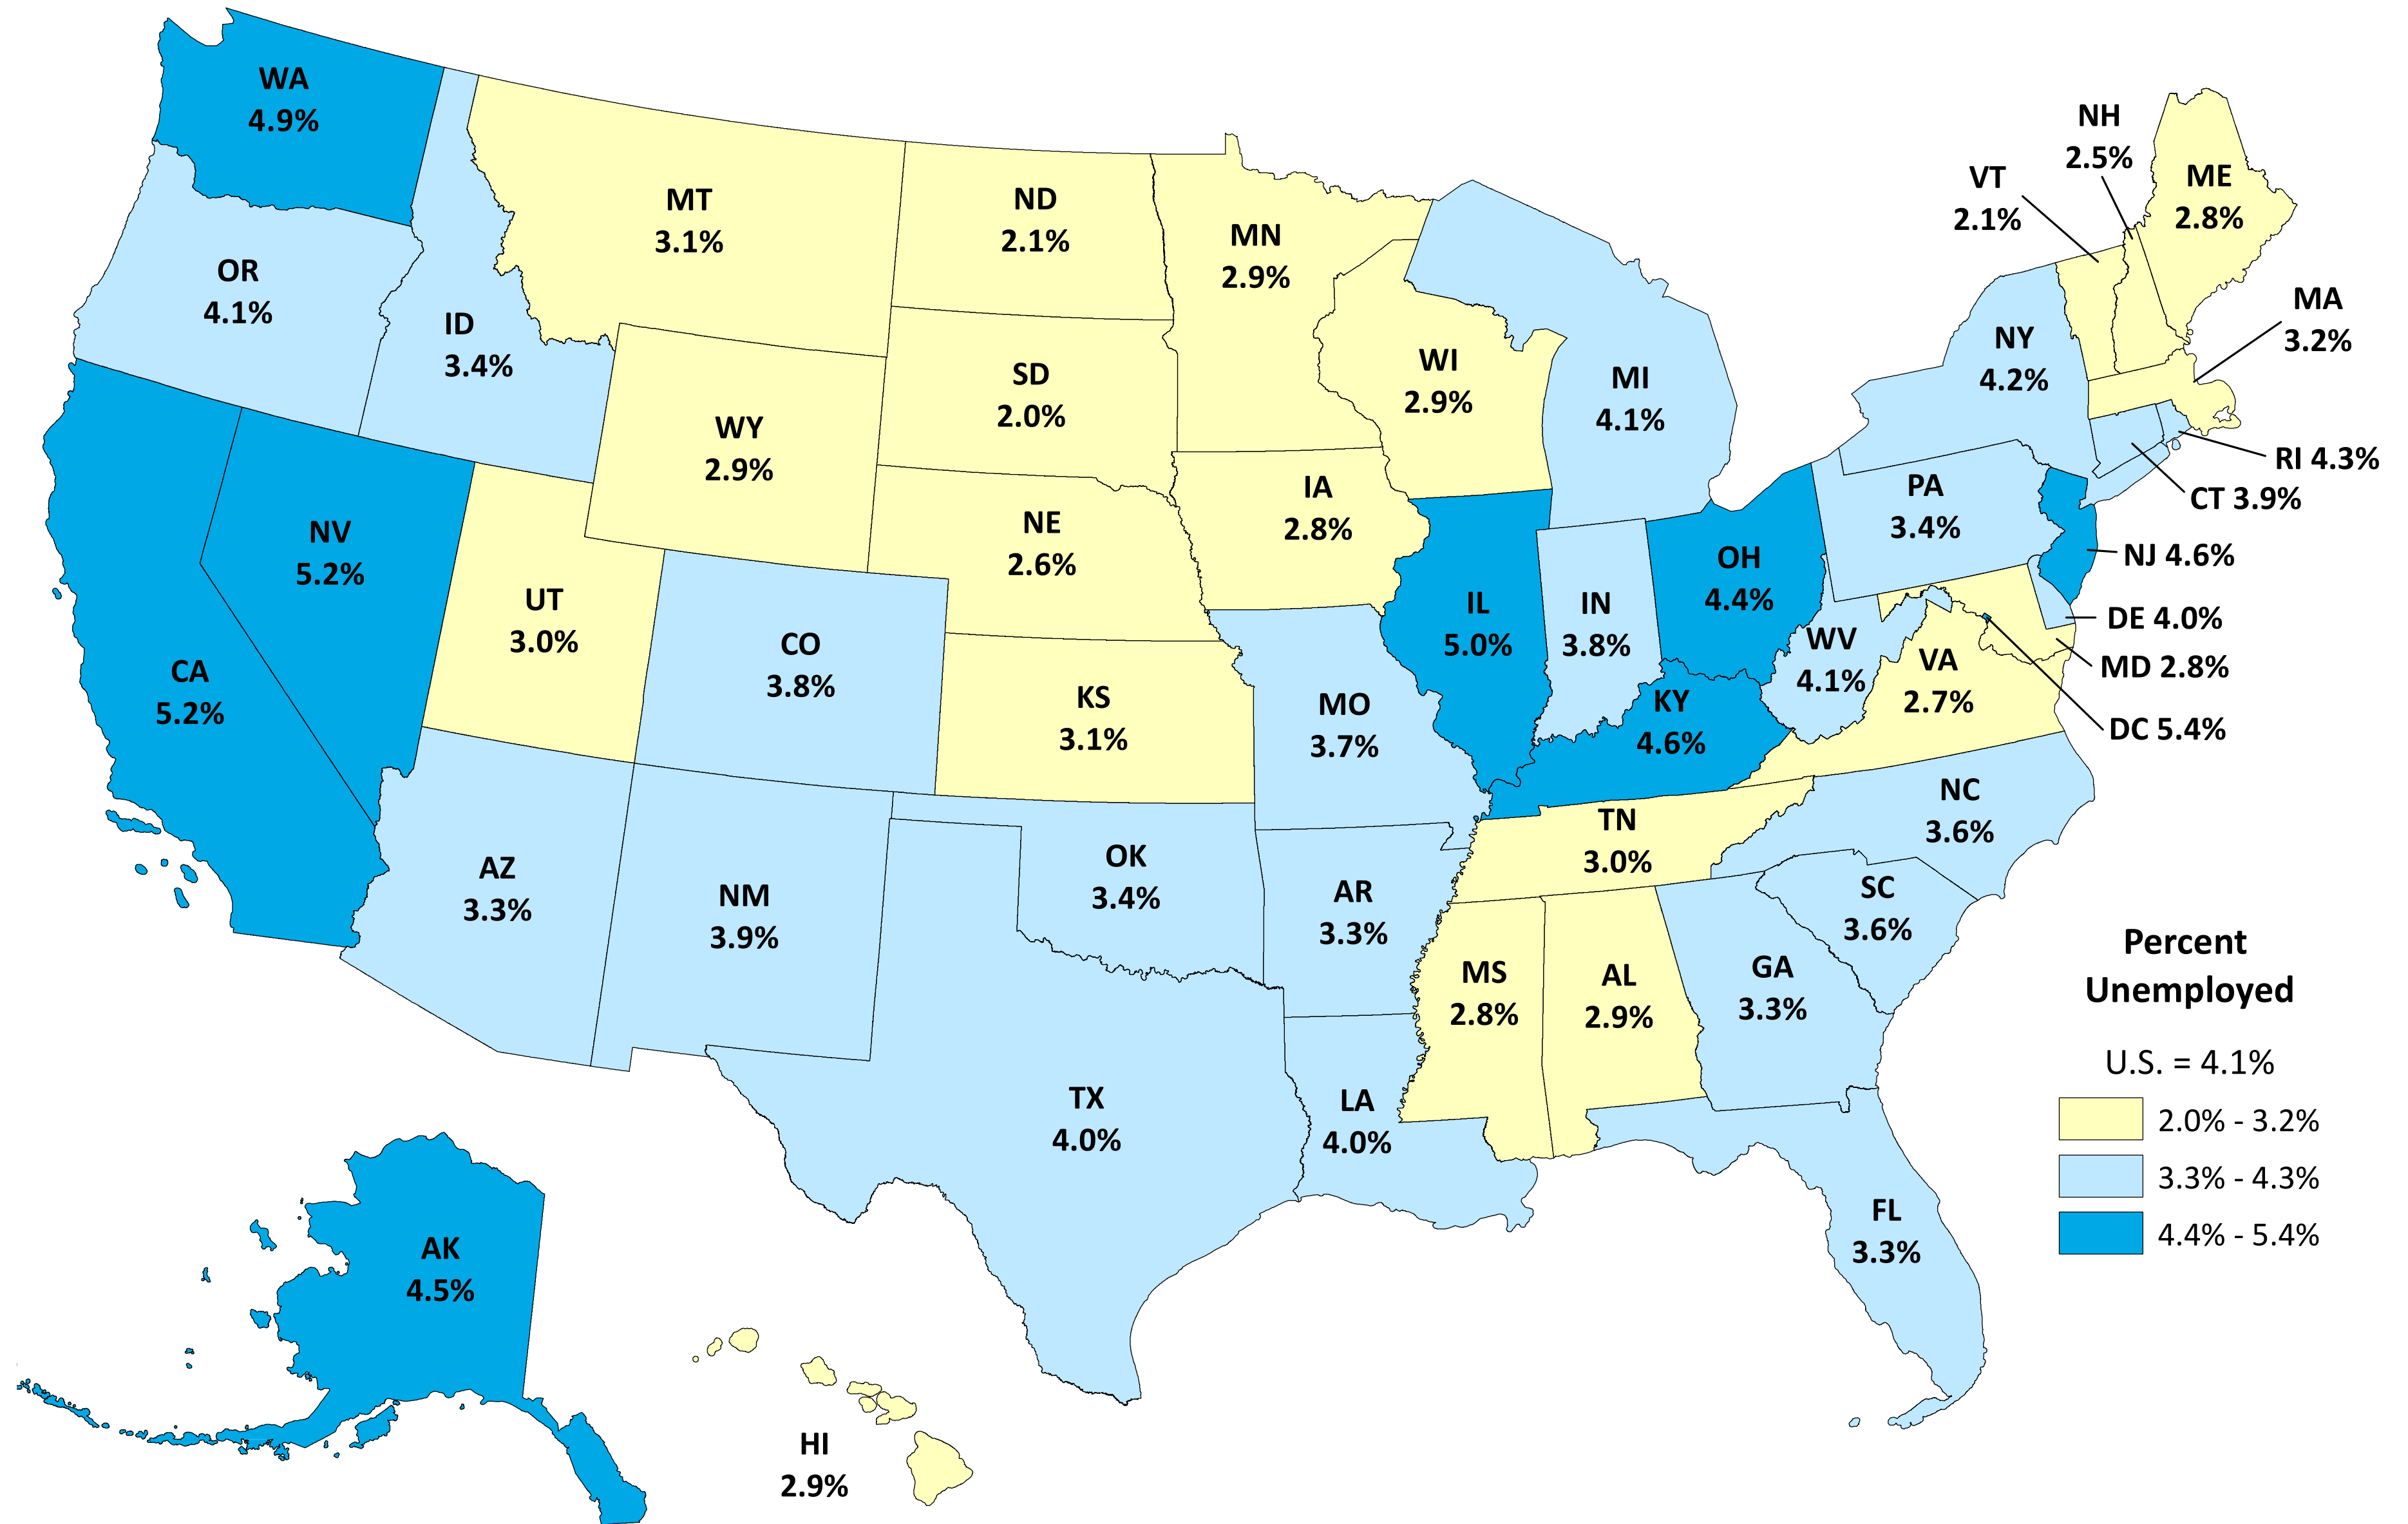 WA
4.9%
OR
4.1%
ID
3.4%
MT
3.1%
ND
2.1%
MN
2.9%
SD
2.0%
WI
2.9%
MI
4.1%
WY
2.9%
NE
2.6%
IA
2.8%
NV
5.2%
CA
5.2%
UT
3.0%
CO
3.8%
KS
3.1%
MO
3.7%
IL
5.0%
IN
3.8%
OH
4.4%
KY
4.6%
WV
4.1%
VA
2.7%
PA
3.4%
NY
4.2%
VT
2.1%
NH
2.5%
ME
2.8%
MA
3.2%
RI 4.3%
CT 3.9%
NJ 4.6%
DE 4.0%
MD 2.8%
DC 5.4%
AZ
3.3%
NM
3.9%
OK
3.4%
AR
3.3%
TN
3.0%
NC
3.6%
SC
3.6%
MS
2.8%
AL
2.9%
GA
3.3%
TX
4.0%
LA
4.0%
FL
3.3%
AK
4.5%
HI
2.9%
Percent
Unemployed
U.S. = 4.1%
2.0% - 3.2%
3.3% - 4.3%
4.4% - 5.4%